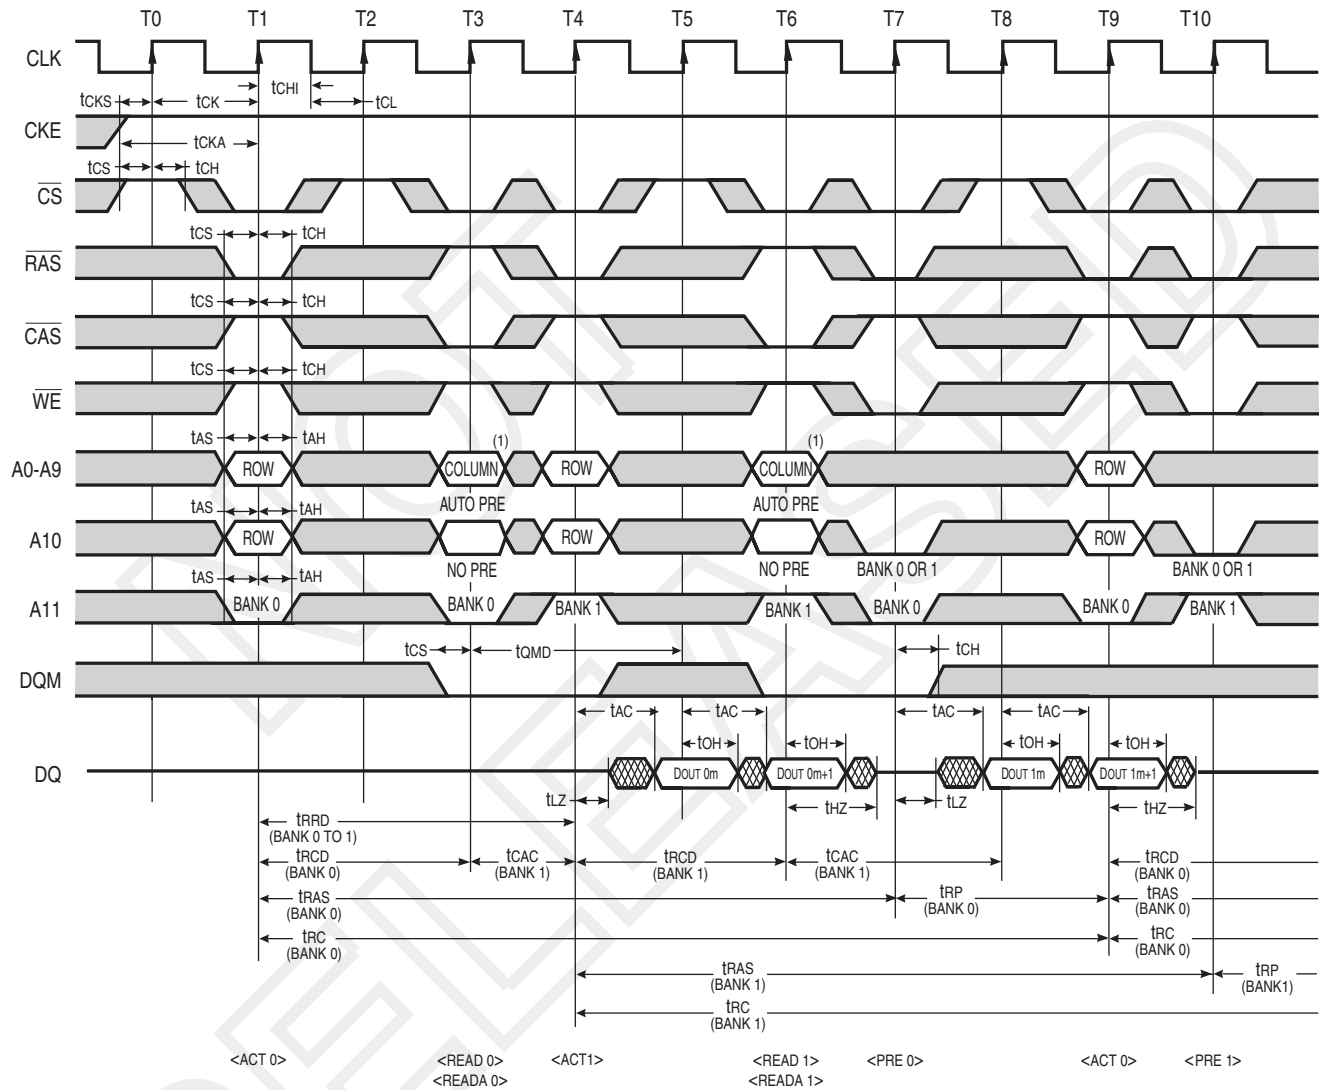 T0 T1 T2 T3 T4 T5 T6 T7 T8 T9 T10
CLK
tCHI
tCKS tCK tCL
CKE
tCKA
tCS tCH
CS
tCS tCH
RAS
tCS tCH
CAS
tCS tCH
WE
tAS tAH (1) (1)
A0-A9 ROW COLUMN ROW COLUMN ROW
tAS tAH AUTO PRE AUTO PRE
A10 ROW ROW ROW
tAS tAH NO PRE NO PRE BANK 0 OR 1 BANK 0 OR 1
A11 BANK 0 BANK 0 BANK 1 BANK 1 BANK 0 BANK 0 BANK 1
tCS tQMD tCH
DQM
tAC tAC tAC tAC
tOH tOH tOH tOH
DQ DOUT 0m DOUT 0m+1 DOUT 1m DOUT 1m+1
tLZ tHZ tLZ tHZ
tRRD
(BANK 0 TO 1)
tRCD tCAC tRCD tCAC tRCD
(BANK 0) (BANK 1) (BANK 1) (BANK 1) (BANK 0)
tRAS tRP tRAS
(BANK 0) (BANK 0) (BANK 0)
tRC tRC
(BANK 0) (BANK 0)
tRAS tRP
(BANK 1) (BANK1)
tRC
(BANK 1)
<ACT 0> <READ 0> <ACT1> <READ 1> <PRE 0> <ACT 0> <PRE 1>
<READA 0> <READA 1>
NOT
RELEASED